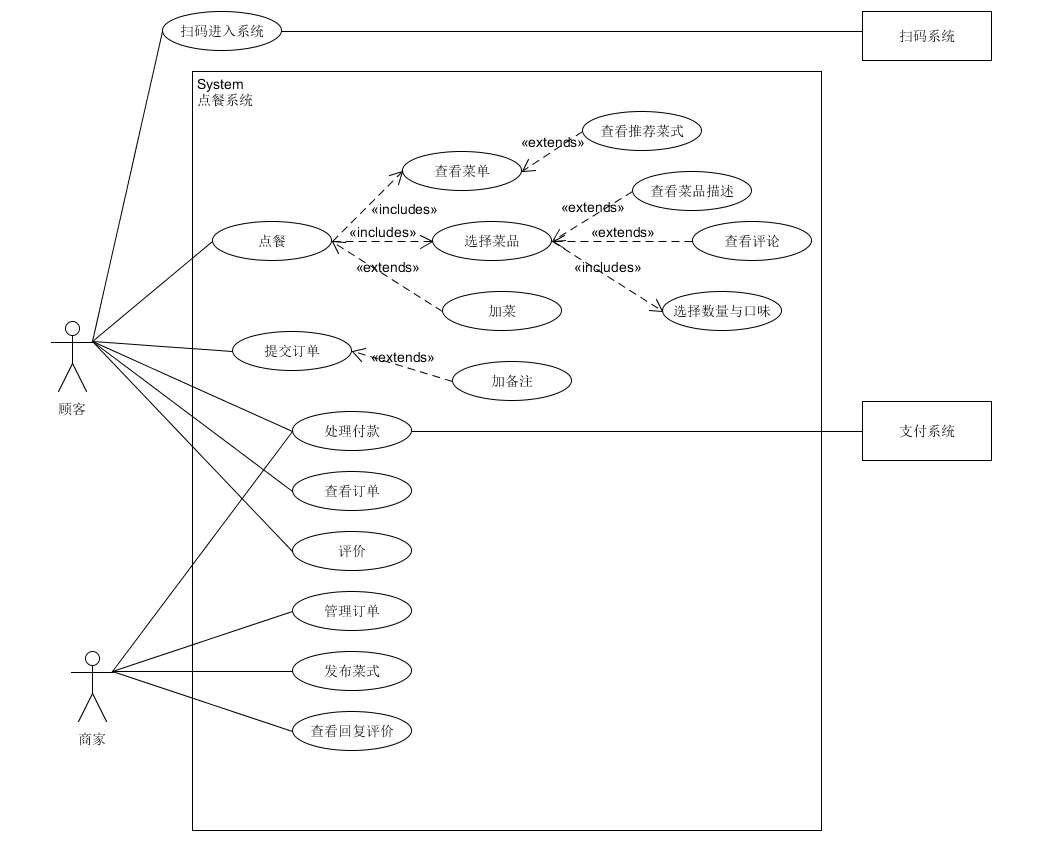 扫码进入系统
扫码系统
System
点餐系统
查看推荐菜式
«extends»
查看菜单
查看菜品描述
«extends»
«includes»
点餐
«includes»
选择菜品
«extends»
查看评论
«extends»
«includes»
加菜
选择数量与口味
提交订单
«extends»
加备注
顾客
处理付款
支付系统
查看订单
评价
管理订单
发布菜式
商家
查看回复评价